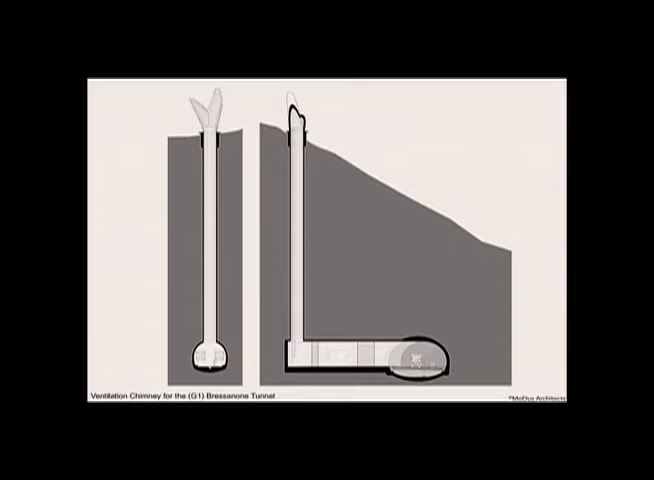 Ventilation Chimney for the (G1) Bressanone Tunnel
©MoDus Architects